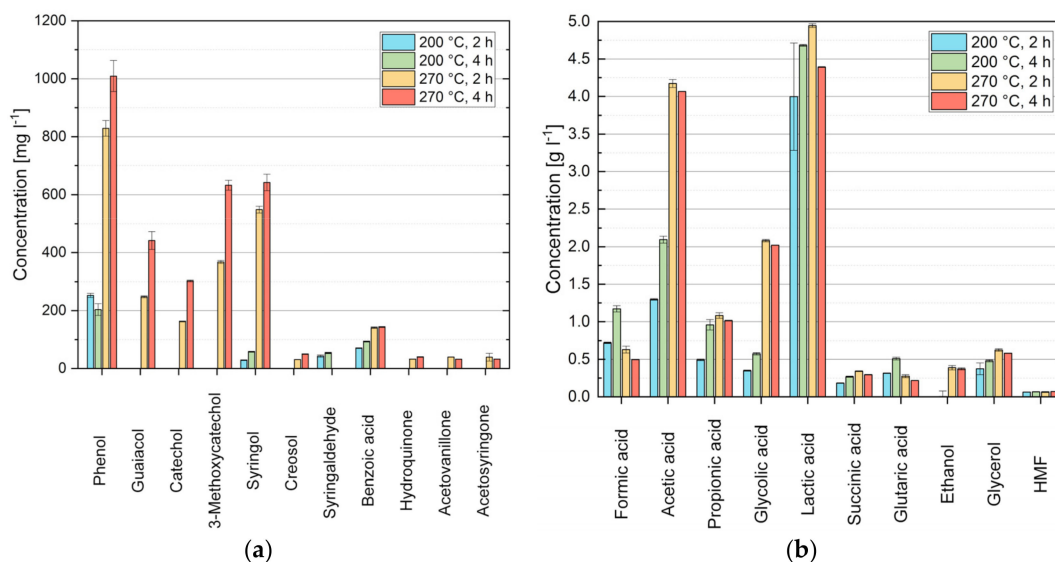 1200
1000
800
600
400
200
0
Concentration [mg l⁻¹]
200 °C, 2 h
200 °C, 4 h
270 °C, 2 h
270 °C, 4 h
Phenol
Guaiacol
Catechol
3-Methoxycatechol
Syringol
Creosol
Syringaldehyde
Benzoic acid
Hydroquinone
Acetovanillone
Acetosyringone
(a)
5.0
4.5
4.0
3.5
3.0
2.5
2.0
1.5
1.0
0.5
0.0
Concentration [g l⁻¹]
200 °C, 2 h
200 °C, 4 h
270 °C, 2 h
270 °C, 4 h
Formic acid
Acetic acid
Propionic acid
Glycolic acid
Lactic acid
Succinic acid
Glutaric acid
Ethanol
Glycerol
HMF
(b)